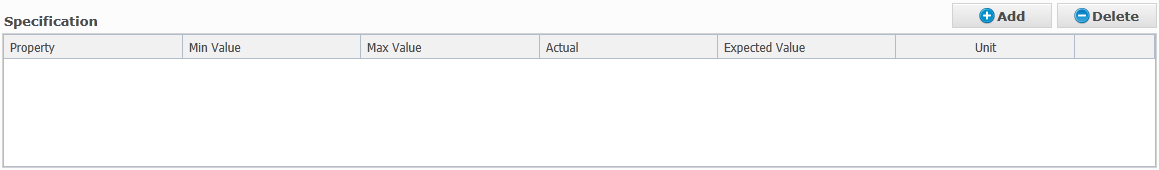 Specification
Add
Delete
Property Min Value Max Value Actual Expected Value Unit